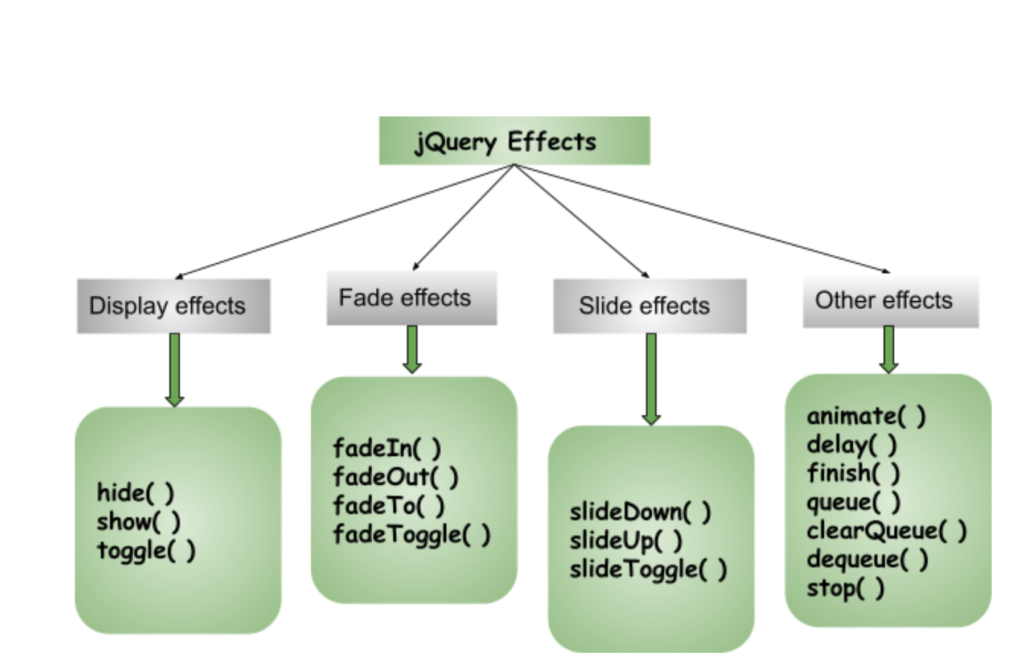 jQuery Effects
Display effects
Fade effects
Slide effects
Other effects
hide( )
show( )
toggle( )
fadeIn( )
fadeOut( )
fadeTo( )
fadeToggle( )
slideDown( )
slideUp( )
slideToggle( )
animate( )
delay( )
finish( )
queue( )
clearQueue( )
dequeue( )
stop( )